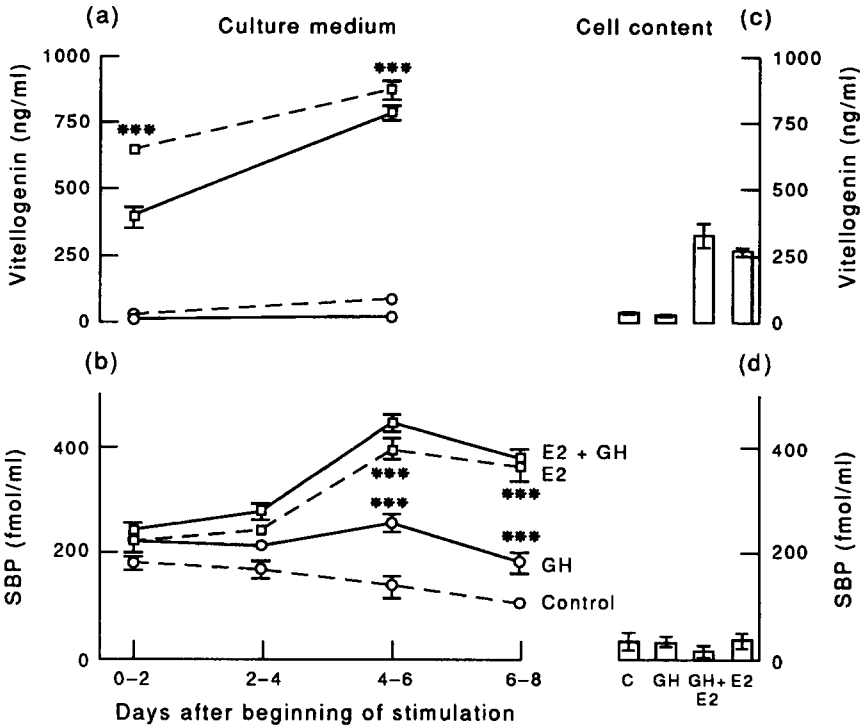 (a)
Culture medium
Cell content
(c)
Vitellogenin (ng/ml)
1000
750
500
250
0
***
***
1000
750
500
250
0
Vitellogenin (ng/ml)
(b)
(d)
SBP (fmol/ml)
400
200
0
E2 + GH
E2
***
***
***
***
GH
Control
0–2
2–4
4–6
6–8
Days after beginning of stimulation
400
200
0
SBP (fmol/ml)
C
GH
GH+
E2
E2